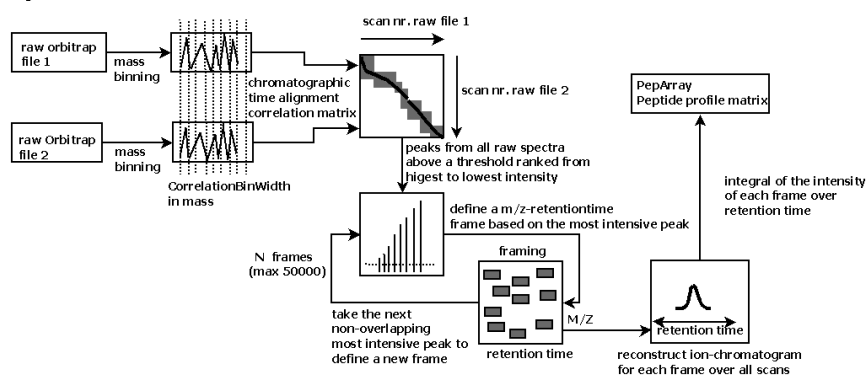 scan nr. raw file 1
raw orbitrap
file 1
mass
binning
chromatographic
time alignment
correlation matrix
scan nr. raw file 2
PepArray
Peptide profile matrix
raw Orbitrap
file 2
mass
binning
CorrelationBinWidth
in mass
peaks from all raw spectra
above a threshold ranked from
higest to lowest intensity
integral of the intensity
of each frame over
retention time
define a m/z-retentiontime
frame based on the most intensive peak
N frames
(max 50000)
framing
take the next
non-overlapping
most intensive peak to
define a new frame
M/Z
retention time
retention time
reconstruct ion-chromatogram
for each frame over all scans